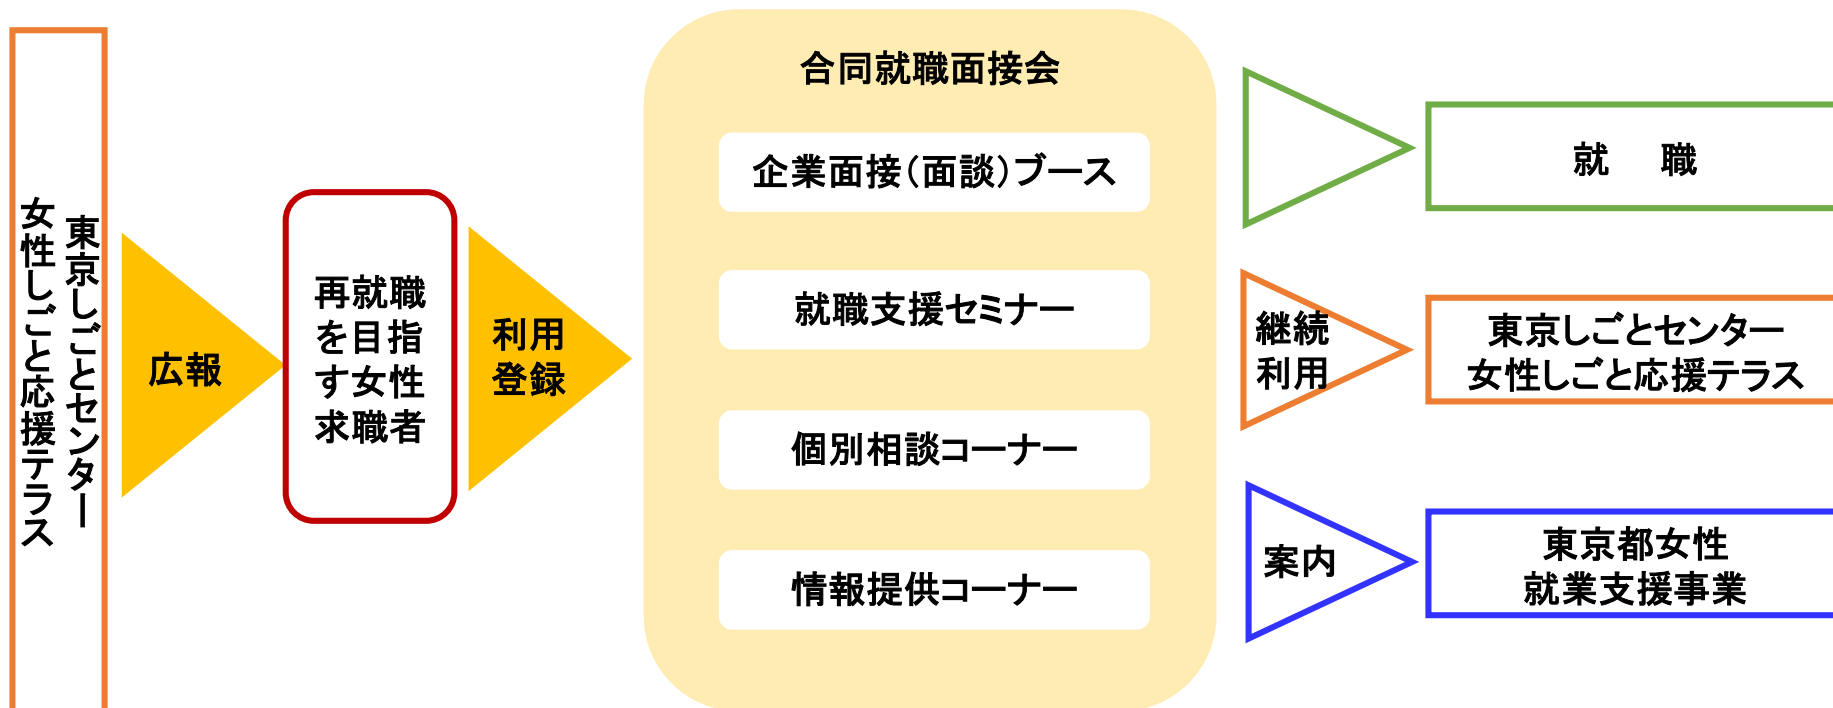 東京しごとセンター
女性しごと応援テラス
広報
再就職
を目指
す女性
求職者
利用
登録
合同就職面接会
企業面接（面談）ブース
就職支援セミナー
個別相談コーナー
情報提供コーナー
就　職
継続
利用
東京しごとセンター
女性しごと応援テラス
案内
東京都女性
就業支援事業